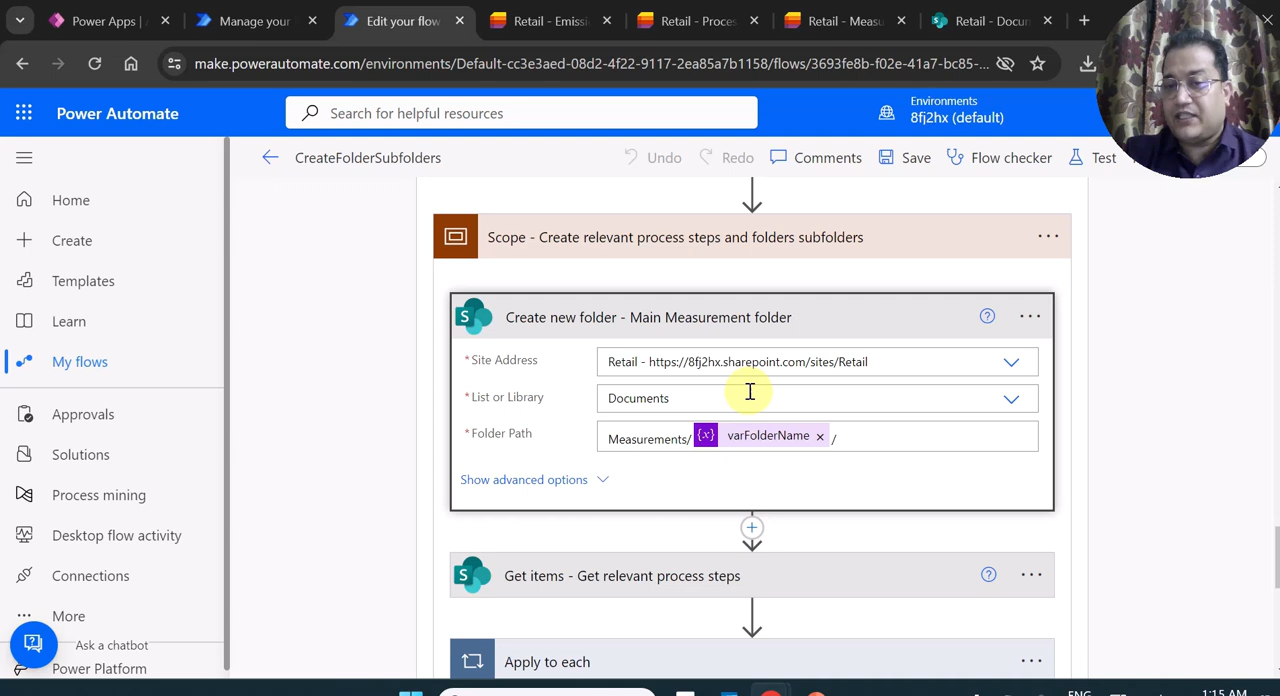 Power Apps |
Manage your
Edit your flow
Retail - Emissi
Retail - Proce
Retail - Measu
Retail - Docun
make.powerautomate.com/environments/Default-cc3e3aed-08d2-4f22-9117-2ea85a7b1158/flows/3693fe8b-f02e-41a7-bc85-...
Power Automate
Search for helpful resources
Environments
8fj2hx (default)
CreateFolderSubfolders
Undo
Redo
Comments
Save
Flow checker
Test
Home
Create
Templates
Learn
My flows
Approvals
Solutions
Process mining
Desktop flow activity
Connections
More
Ask a chatbot
Power Platform
Scope - Create relevant process steps and folders subfolders
Create new folder - Main Measurement folder
*Site Address
Retail - https://8fj2hx.sharepoint.com/sites/Retail
*List or Library
Documents
*Folder Path
Measurements/ {x} varFolderName × /
Show advanced options
Get items - Get relevant process steps
Apply to each
ENG
1:15 AM